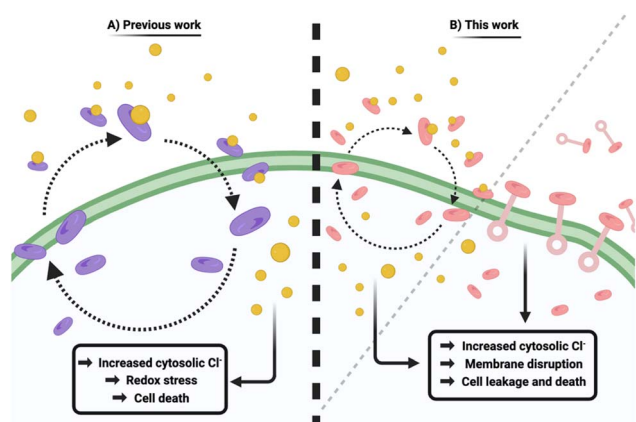 A) Previous work
B) This work
➡ Increased cytosolic Cl⁻
➡ Redox stress
➡ Cell death
➡ Increased cytosolic Cl⁻
➡ Membrane disruption
➡ Cell leakage and death